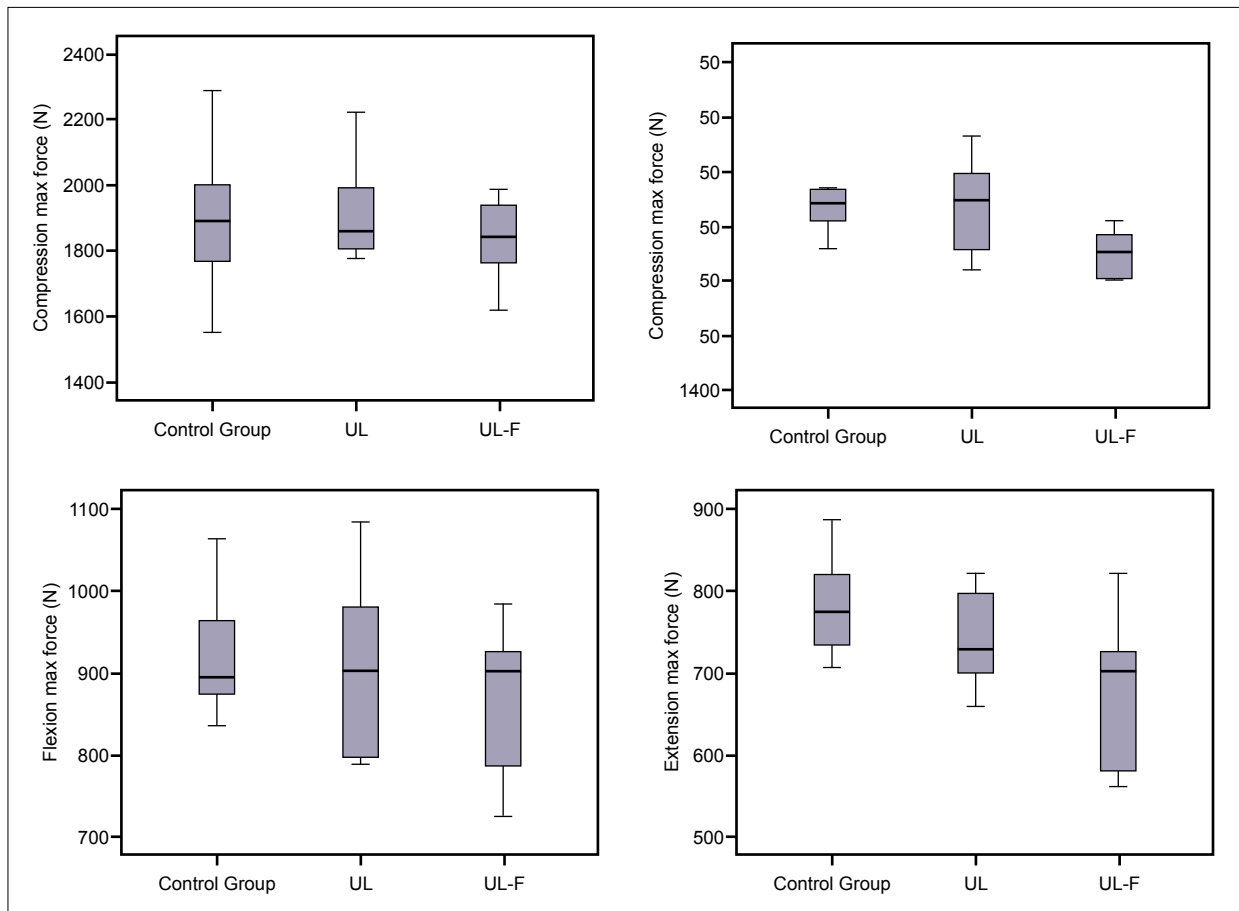 Compression max force (N)
2400
2200
2000
1800
1600
1400
Control Group
UL
UL-F
Compression max force (N)
50
50
50
50
50
50
1400
Control Group
UL
UL-F
Flexion max force (N)
1100
1000
900
800
700
Control Group
UL
UL-F
Extension max force (N)
900
800
700
600
500
Control Group
UL
UL-F